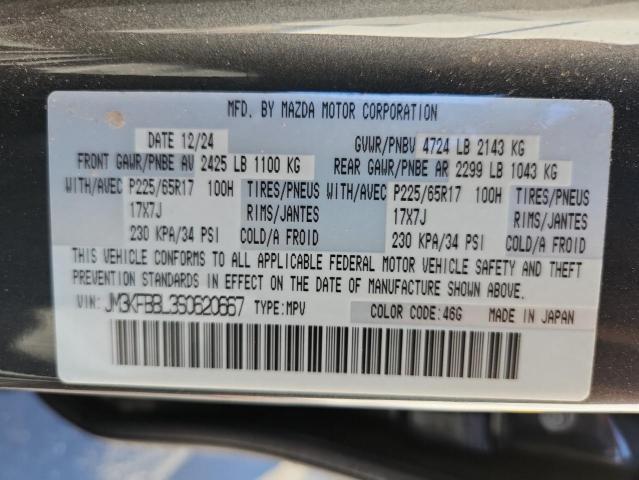 MFD. BY MAZDA MOTOR CORPORATION
DATE 12/24 GVWR/PNBV 4724 LB 2143 KG
FRONT GAWR/PNBE AV 2425 LB 1100 KG REAR GAWR/PNBE AR 2299 LB 1043 KG
WITH/AVEC P225/65R17 100H TIRES/PNEUS WITH/AVEC P225/65R17 100H TIRES/PNEUS
17X7J RIMS/JANTES 17X7J RIMS/JANTES
230 KPA/34 PSI COLD/A FROID 230 KPA/34 PSI COLD/A FROID
THIS VEHICLE CONFORMS TO ALL APPLICABLE FEDERAL MOTOR VEHICLE SAFETY AND THEFT
PREVENTION STANDARDS IN EFFECT ON THE DATE OF MANUFACTURE SHOWN ABOVE.
VIN: JM3KFBBL3S0620667 TYPE:MPV COLOR CODE:46G MADE IN JAPAN